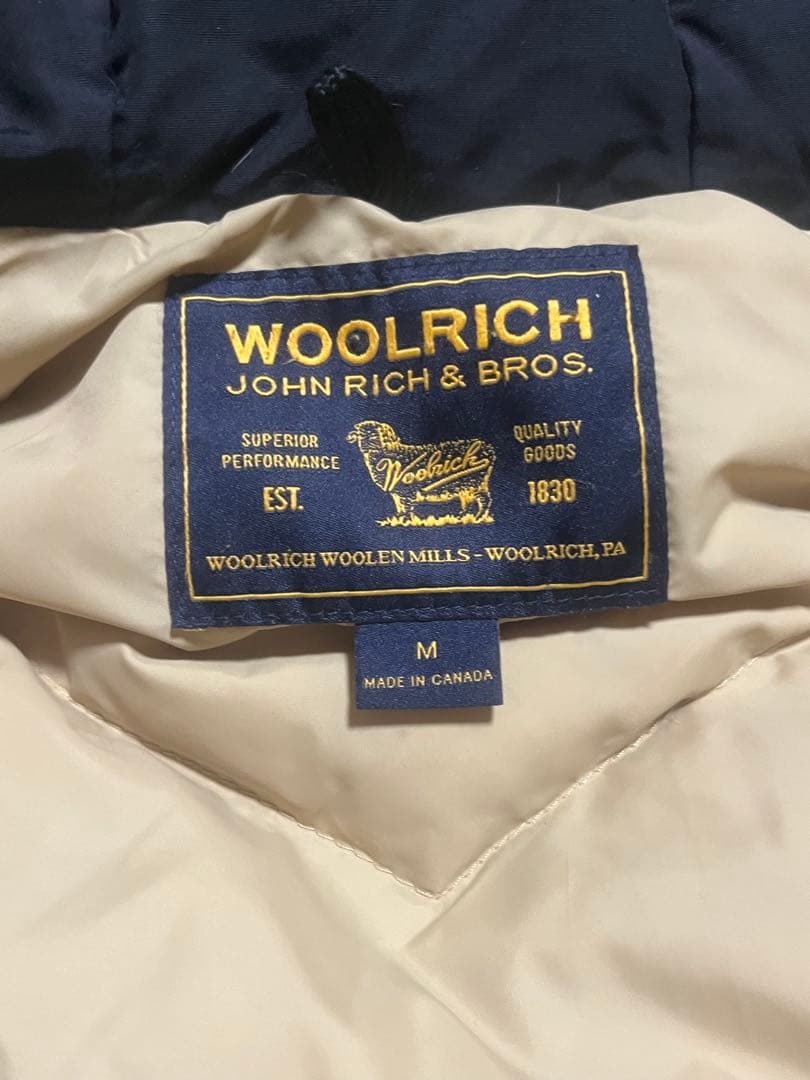 WOOLRICH
JOHN RICH & BROS.
SUPERIOR
PERFORMANCE
EST.
Woolrich
QUALITY
GOODS
1830
WOOLRICH WOOLEN MILLS - WOOLRICH, PA
M
MADE IN CANADA